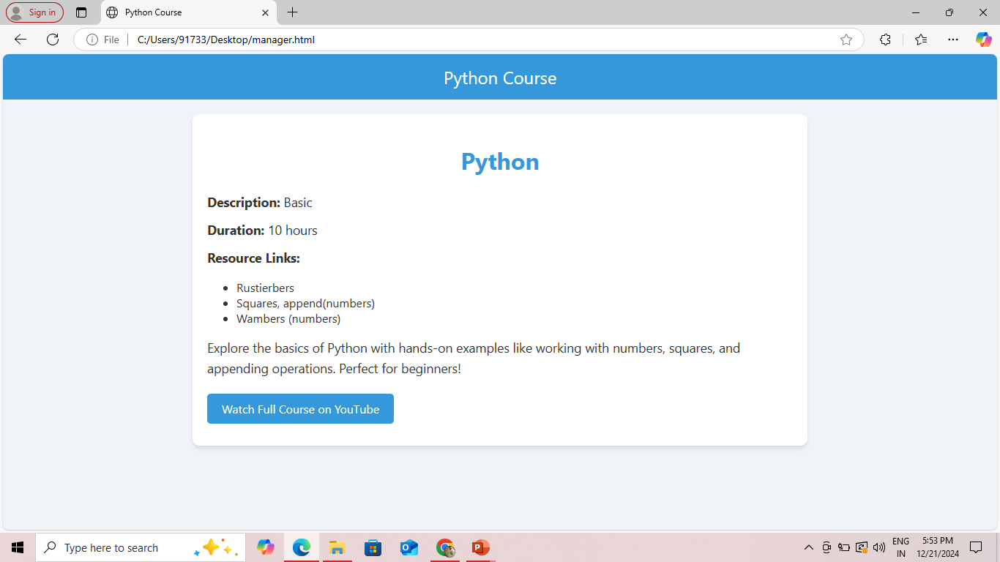 Sign in
Python Course
File
C:/Users/91733/Desktop/manager.html
Python Course
Python
Description: Basic
Duration: 10 hours
Resource Links:
• Rustierbers
• Squares, append(numbers)
• Wambers (numbers)
Explore the basics of Python with hands-on examples like working with numbers, squares, and
appending operations. Perfect for beginners!
Watch Full Course on YouTube
Type here to search
ENG
IN
5:53 PM
12/21/2024